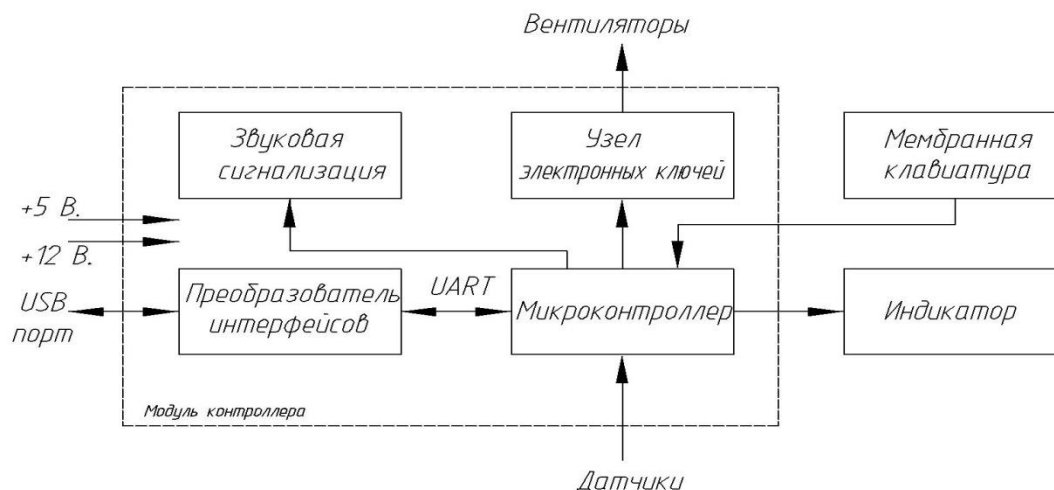 Вентиляторы
Звуковая
сигнализация
Узел
электронных ключей
Мембранная
клавиатура
+5 В.
+12 В.
USB
порт
Преобразователь
интерфейсов
UART
Микроконтроллер
Индикатор
Модуль контроллера
Датчики